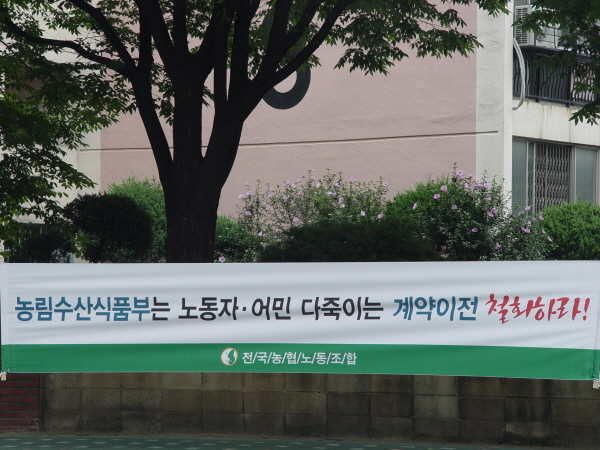 농림수산식품부는 노동자·어민 다죽이는 계약이전 철회하라!
전/국/농/협/노/동/조/합